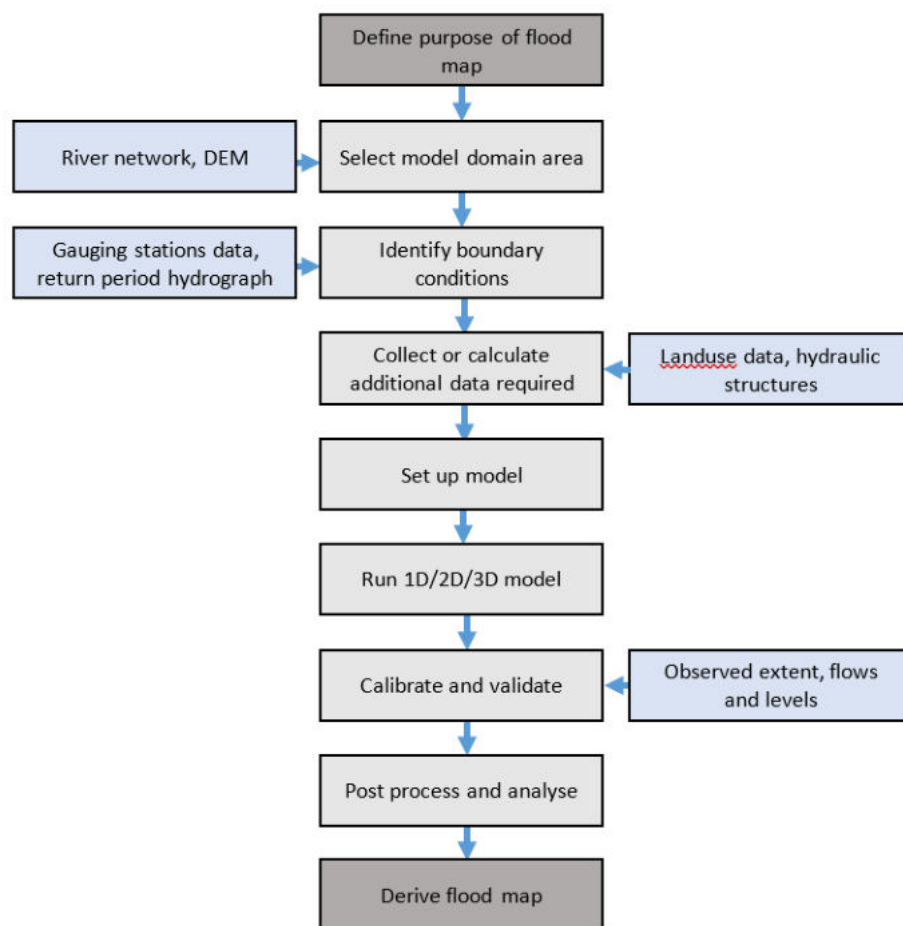 Define purpose of flood
map
River network, DEM
Select model domain area
Gauging stations data,
return period hydrograph
Identify boundary
conditions
Collect or calculate
additional data required
Landuse data, hydraulic
structures
Set up model
Run 1D/2D/3D model
Calibrate and validate
Observed extent, flows
and levels
Post process and analyse
Derive flood map